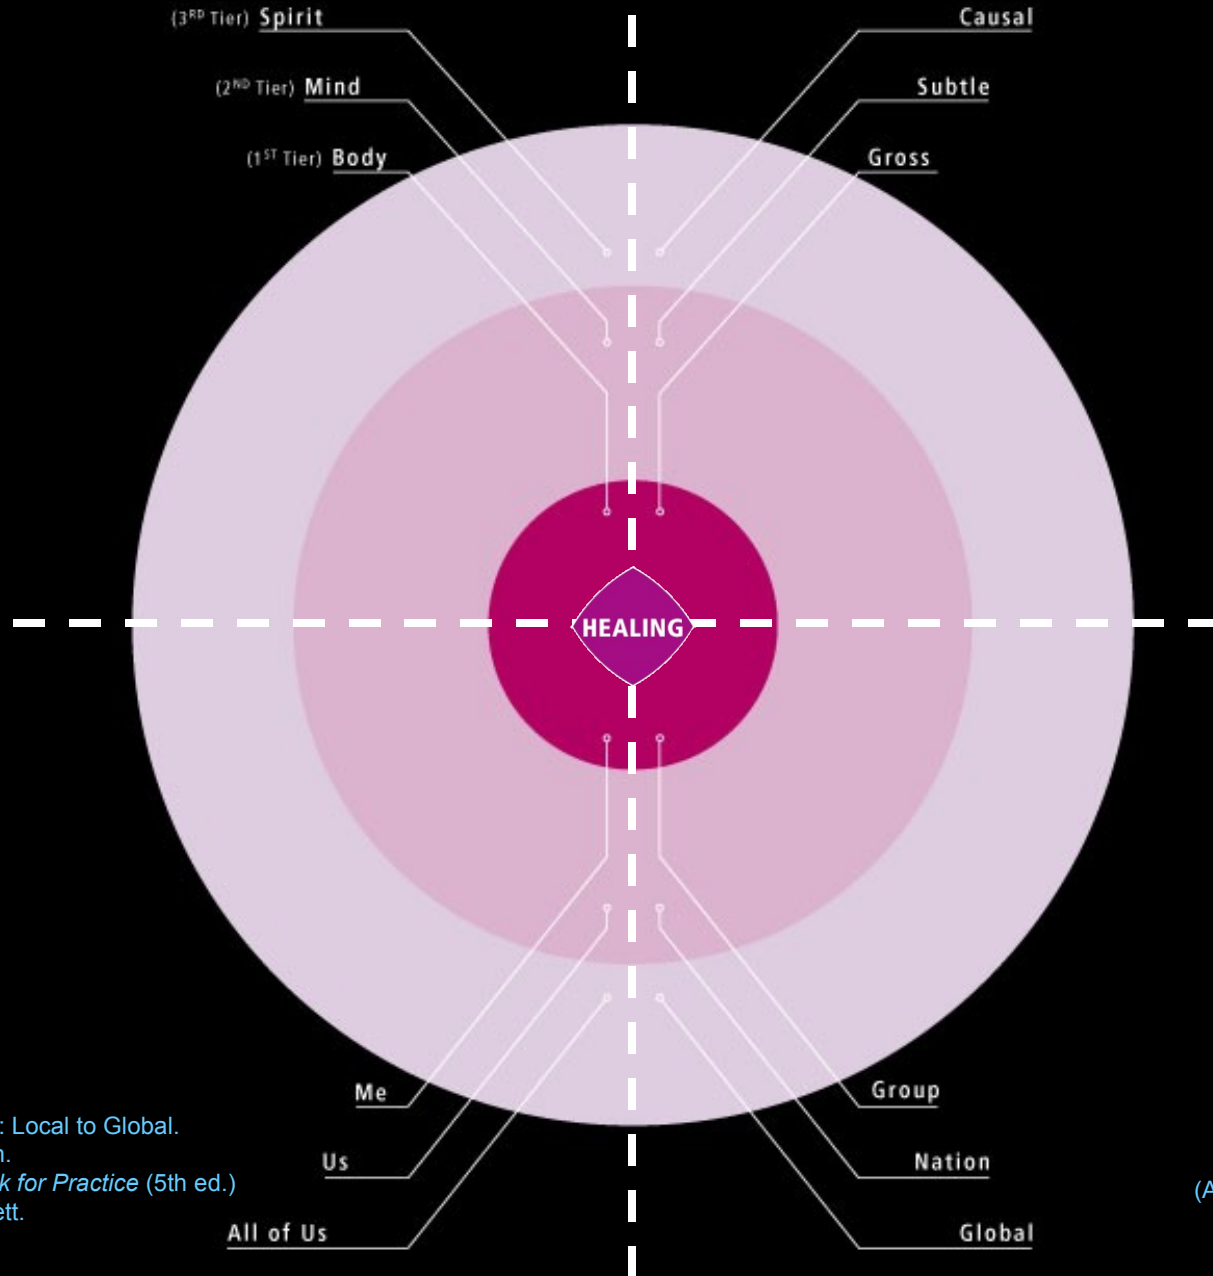 (3RD Tier) Spirit
Causal
(2ND Tier) Mind
Subtle
(1ST Tier) Body
Gross
HEALING
Me
Group
: Local to Global.
Us
Nation
k for Practice (5th ed.)
(A
ett.
All of Us
Global